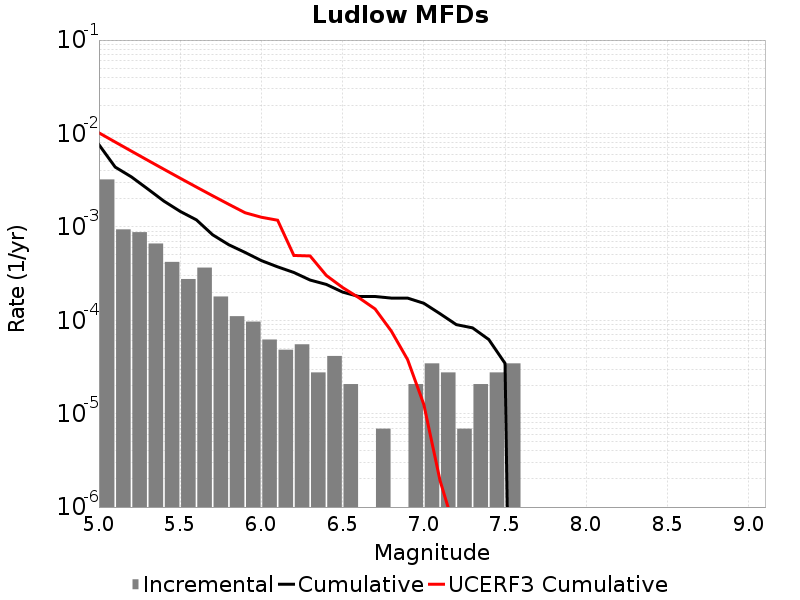 Ludlow MFDs
10-1
10-2
10-3
10-4
10-5
10-6
Rate (1/yr)
5.0 5.5 6.0 6.5 7.0 7.5 8.0 8.5 9.0
Magnitude
Incremental Cumulative UCERF3 Cumulative